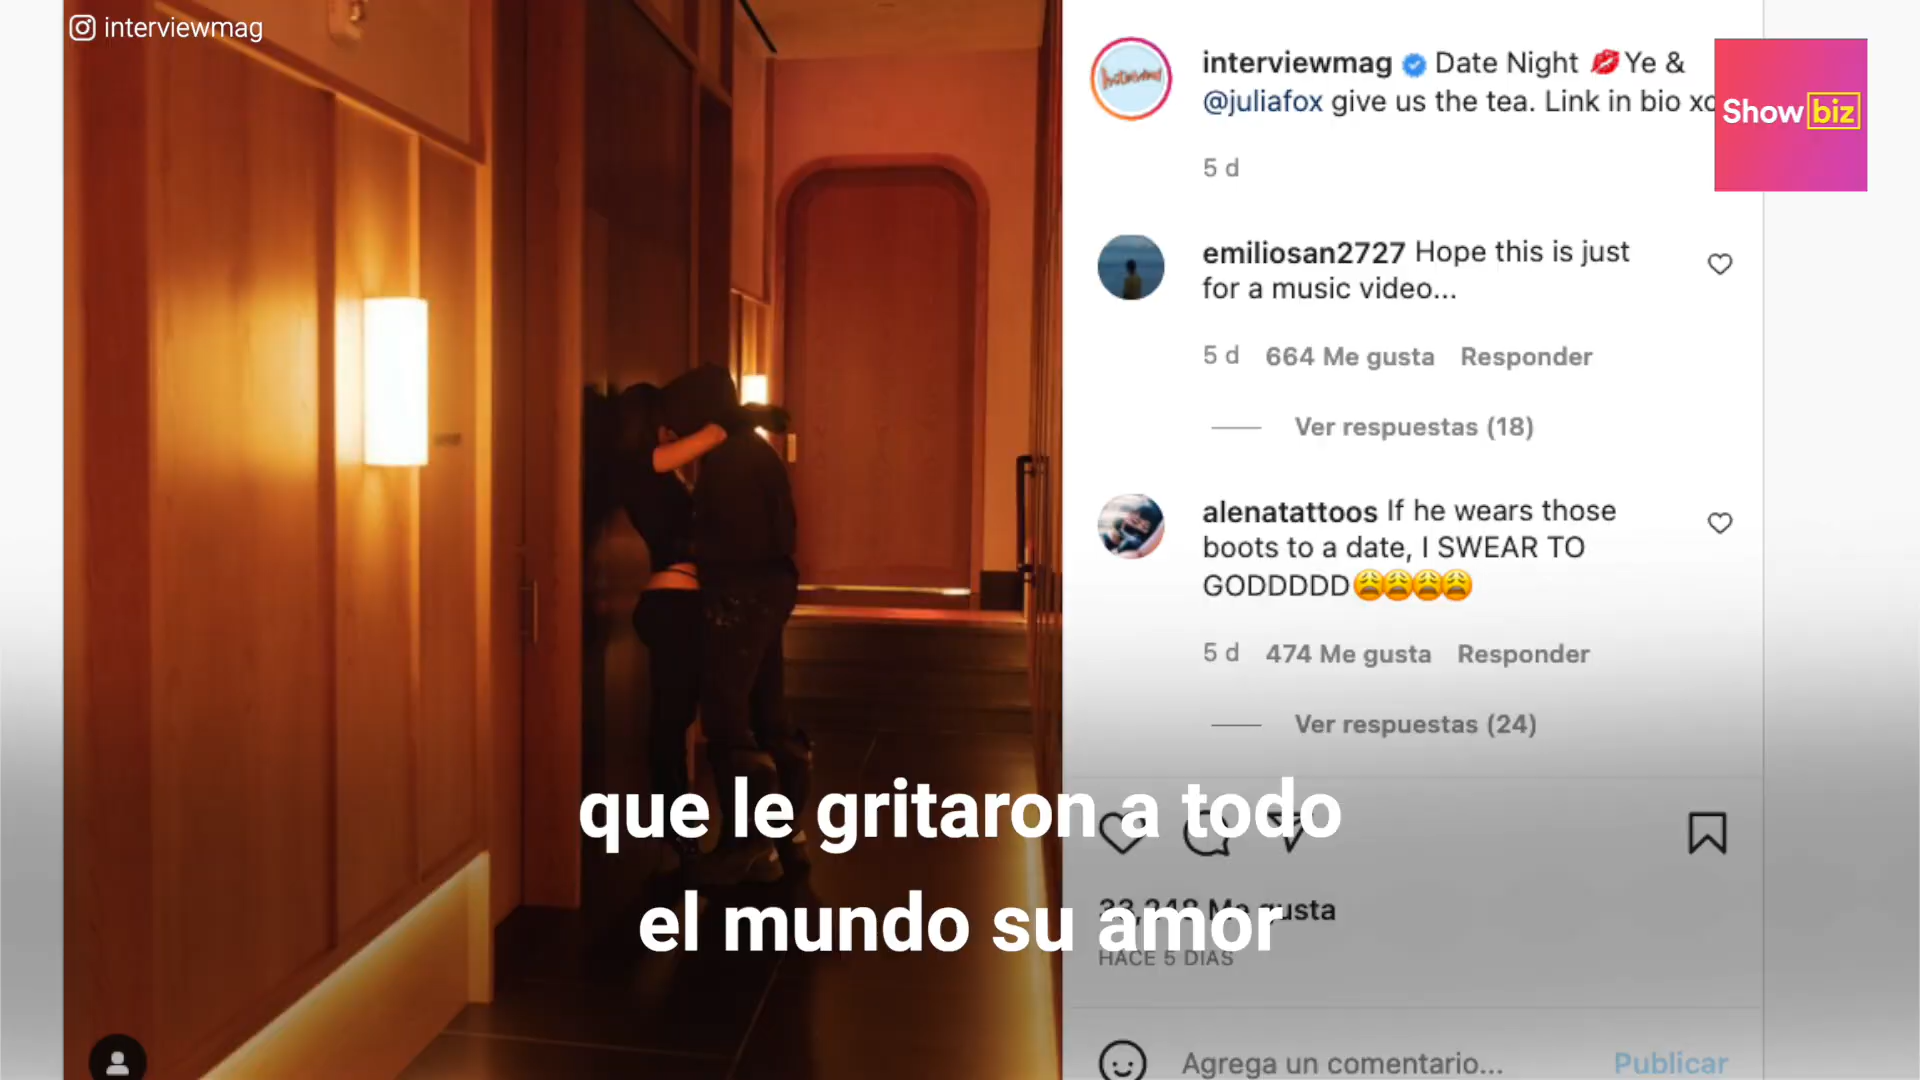 interviewmag
interviewmag Date Night 💋Ye &
@juliafox give us the tea. Link in bio xo
Showbiz
5 d
emiliosan2727 Hope this is just
for a music video...
5 d 664 Me gusta Responder
Ver respuestas (18)
alenatattoos If he wears those
boots to a date, I SWEAR TO
GODDDDD😩😩😩😩
5 d 474 Me gusta Responder
Ver respuestas (24)
que le gritaron a todo
el mundo su amor
Me gusta
HACE 5 DÍAS
Agrega un comentario...
Publicar